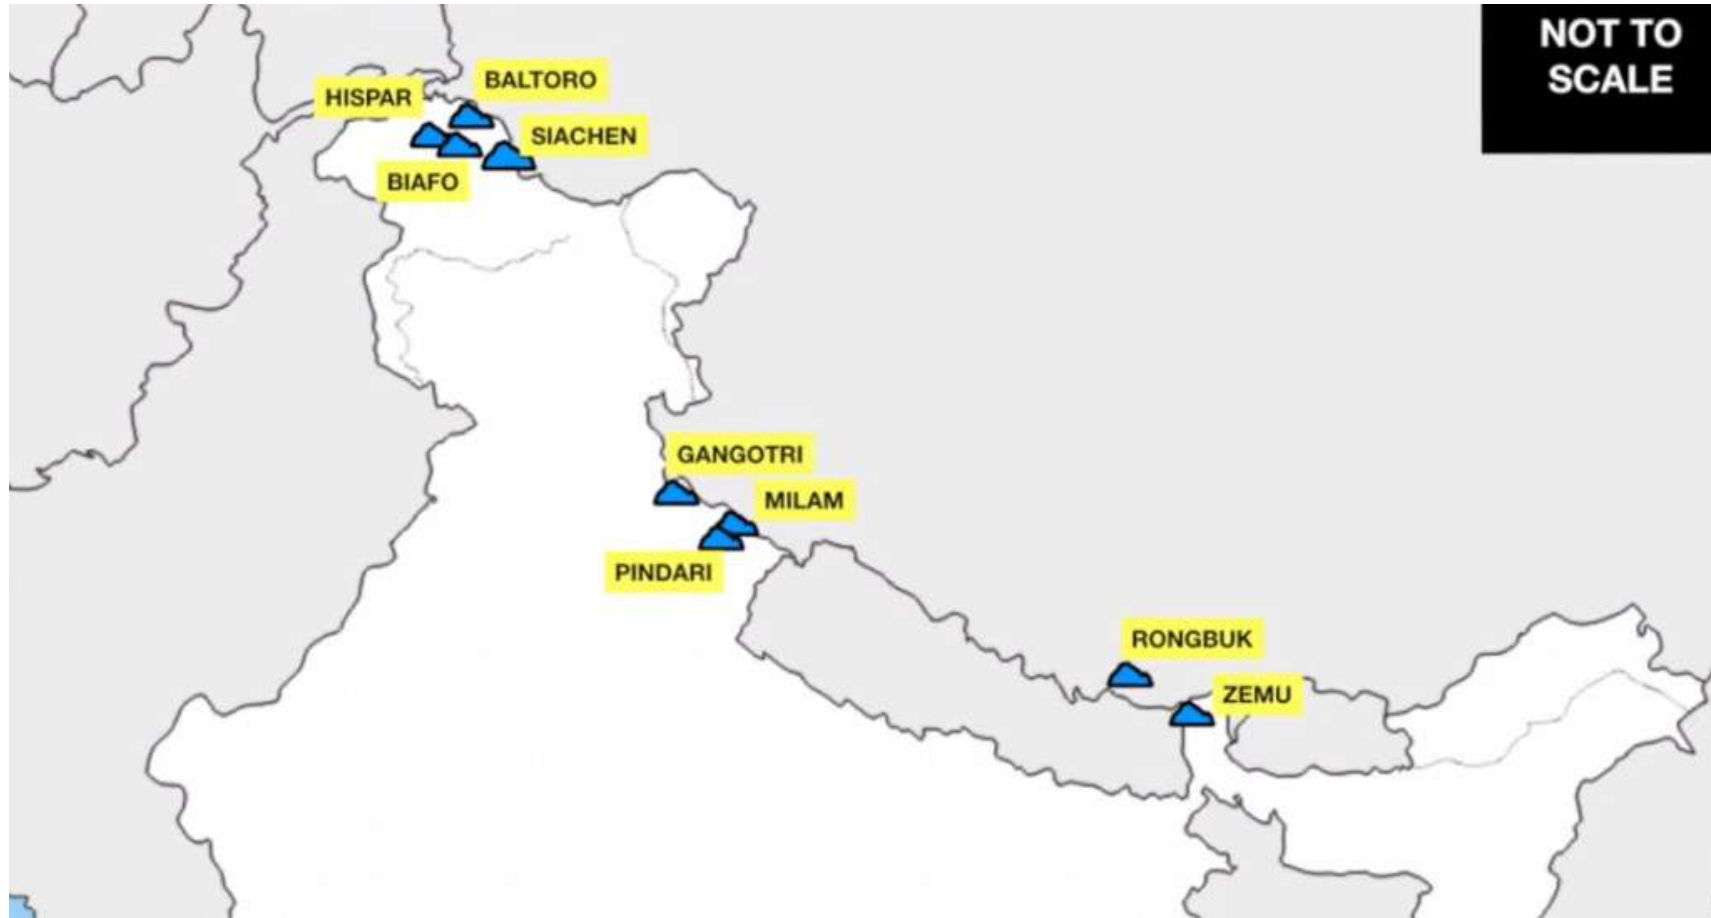 NOT TO
SCALE
BALTORO
HISPAR
SIACHEN
BIAFO
GANGOTRI
MILAM
PINDARI
RONGBUK
ZEMU